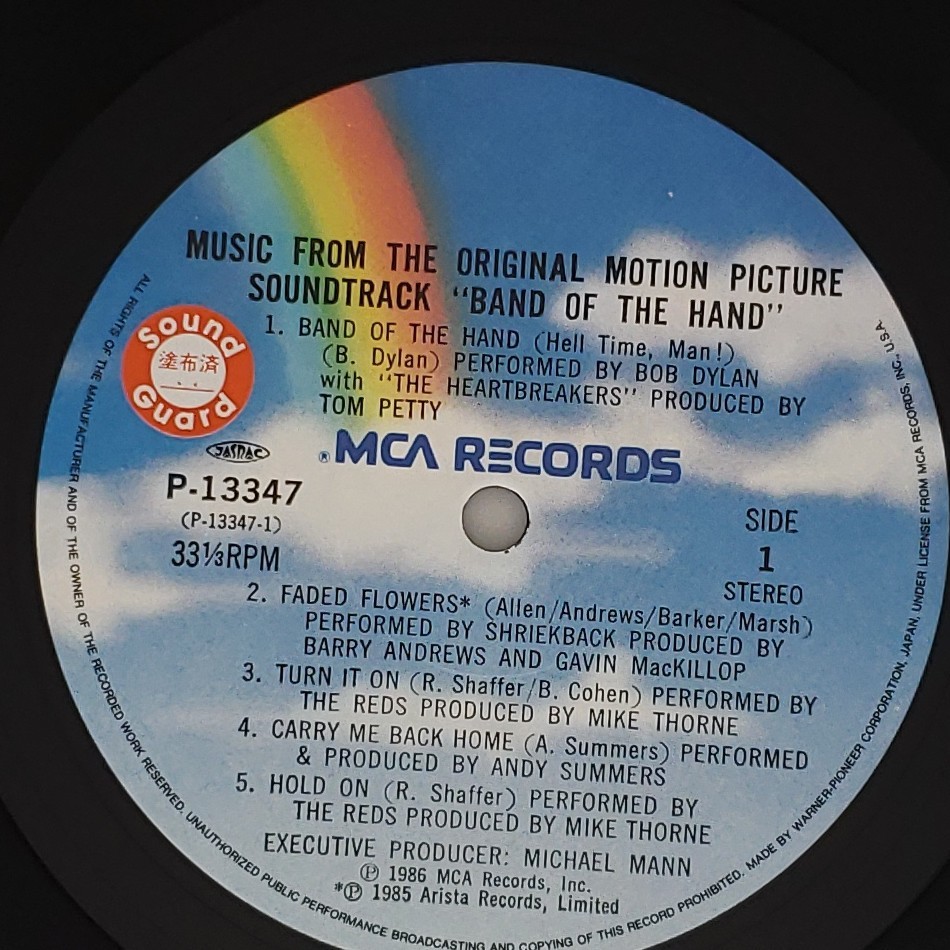 MUSIC FROM THE ORIGINAL MOTION PICTURE
SOUNDTRACK "BAND OF THE HAND"
1. BAND OF THE HAND (Hell Time, Man!)
(B. Dylan) PERFORMED BY BOB DYLAN
with "THE HEARTBREAKERS" PRODUCED BY
TOM PETTY
Sound
塗布済
Guard
JASRAC
® MCA RECORDS
P-13347
(P-13347-1)
33⅓RPM
SIDE
1
STEREO
2. FADED FLOWERS* (Allen/Andrews/Barker/Marsh)
PERFORMED BY SHRIEKBACK PRODUCED BY
BARRY ANDREWS AND GAVIN MacKILLOP
3. TURN IT ON (R. Shaffer/B. Cohen) PERFORMED BY
THE REDS PRODUCED BY MIKE THORNE
4. CARRY ME BACK HOME (A. Summers) PERFORMED
& PRODUCED BY ANDY SUMMERS
5. HOLD ON (R. Shaffer) PERFORMED BY
THE REDS PRODUCED BY MIKE THORNE
EXECUTIVE PRODUCER: MICHAEL MANN
℗ 1986 MCA Records, Inc.
*℗ 1985 Arista Records, Limited
ALL RIGHTS OF THE MANUFACTURER AND OF THE OWNER OF THE RECORDED WORK RESERVED. UNAUTHORIZED PUBLIC PERFORMANCE BROADCASTING AND COPYING OF THIS RECORD PROHIBITED. MADE BY WARNER-PIONEER CORPORATION, JAPAN, UNDER LICENSE FROM MCA RECORDS, INC., U.S.A.